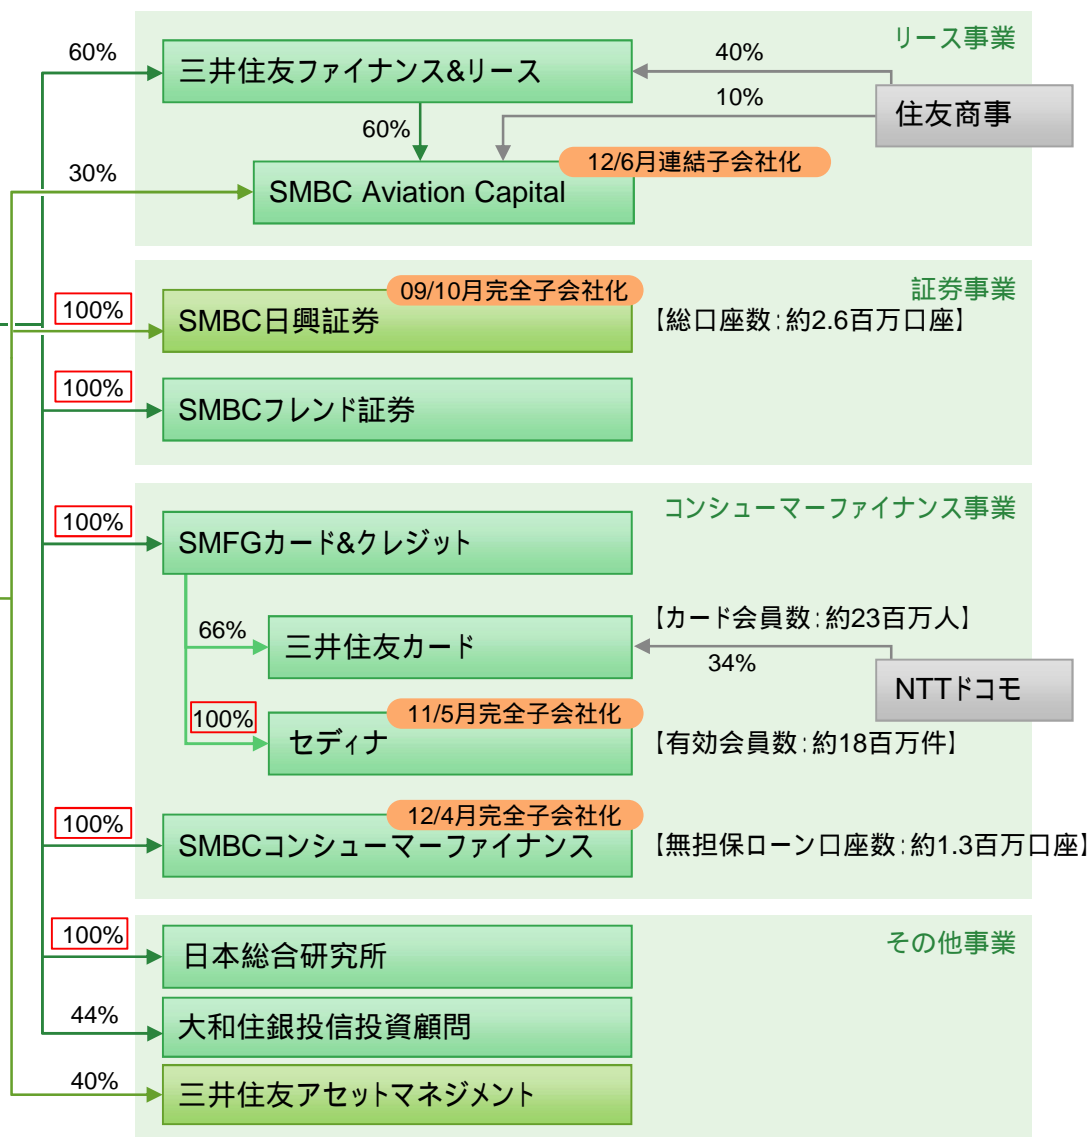 リース事業
60%
三井住友ファイナンス&リース
40%
10%
住友商事
60%
12/6月連結子会社化
30%
SMBC Aviation Capital
証券事業
09/10月完全子会社化
100%
SMBC日興証券
【総口座数:約2.6百万口座】
100%
SMBCフレンド証券
コンシューマーファイナンス事業
100%
SMFGカード&クレジット
【カード会員数:約23百万人】
66%
三井住友カード
34%
NTTドコモ
11/5月完全子会社化
100%
セディナ
【有効会員数:約18百万件】
12/4月完全子会社化
100%
SMBCコンシューマーファイナンス
【無担保ローン口座数:約1.3百万口座】
その他事業
100%
日本総合研究所
44%
大和住銀投信投資顧問
40%
三井住友アセットマネジメント